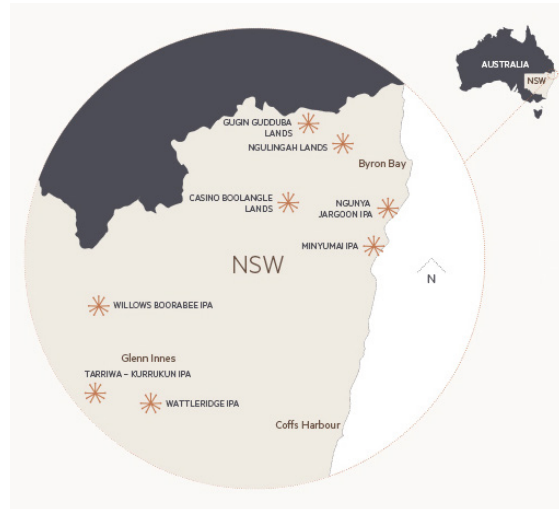 AUSTRALIA
NSW
GUGIN GUDDUBA
LANDS
NGULINGAH LANDS
Byron Bay
CASINO BOOLANGLE
LANDS
NGUNYA
JARGOON IPA
MINYUMAI IPA
NSW
N
WILLOWS BOORABEE IPA
Glenn Innes
TARRIWA – KURRUKUN IPA
WATTLERIDGE IPA
Coffs Harbour